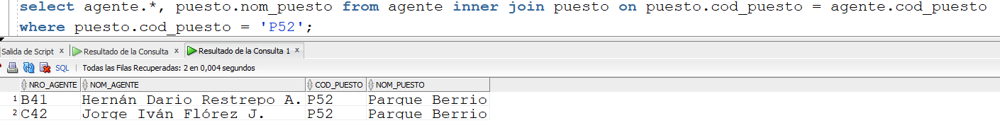 select agente.*, puesto.nom_puesto from agente inner join puesto on puesto.cod_puesto = agente.cod_puesto
where puesto.cod_puesto = 'P52';
Salida de Script x Resultado de la Consulta x Resultado de la Consulta 1 x
SQL Todas las Filas Recuperadas: 2 en 0,004 segundos
NRO_AGENTE NOM_AGENTE COD_PUESTO NOM_PUESTO
1 B41 Hernán Dario Restrepo A. P52 Parque Berrio
2 C42 Jorge Iván Flórez J. P52 Parque Berrio